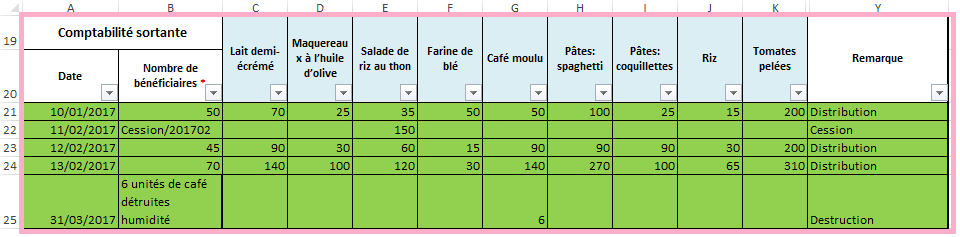 A B C D E F G H I J K Y
19 Comptabilité sortante
Lait demi-
écrémé
Maquereau
x à l'huile
d'olive
Salade de
riz au thon
Farine de
blé
Café moulu
Pâtes:
spaghetti
Pâtes:
coquillettes
Riz
Tomates
pelées
Remarque
20 Date
Nombre de
bénéficiaires *
21 10/01/2017 50 70 25 35 50 50 100 25 15 200 Distribution
22 11/02/2017 Cession/201702 150 Cession
23 12/02/2017 45 90 30 60 15 90 90 90 30 200 Distribution
24 13/02/2017 70 140 100 120 30 140 270 100 65 310 Distribution
6 unités de café
détruites
25 31/03/2017 humidité 6 Destruction